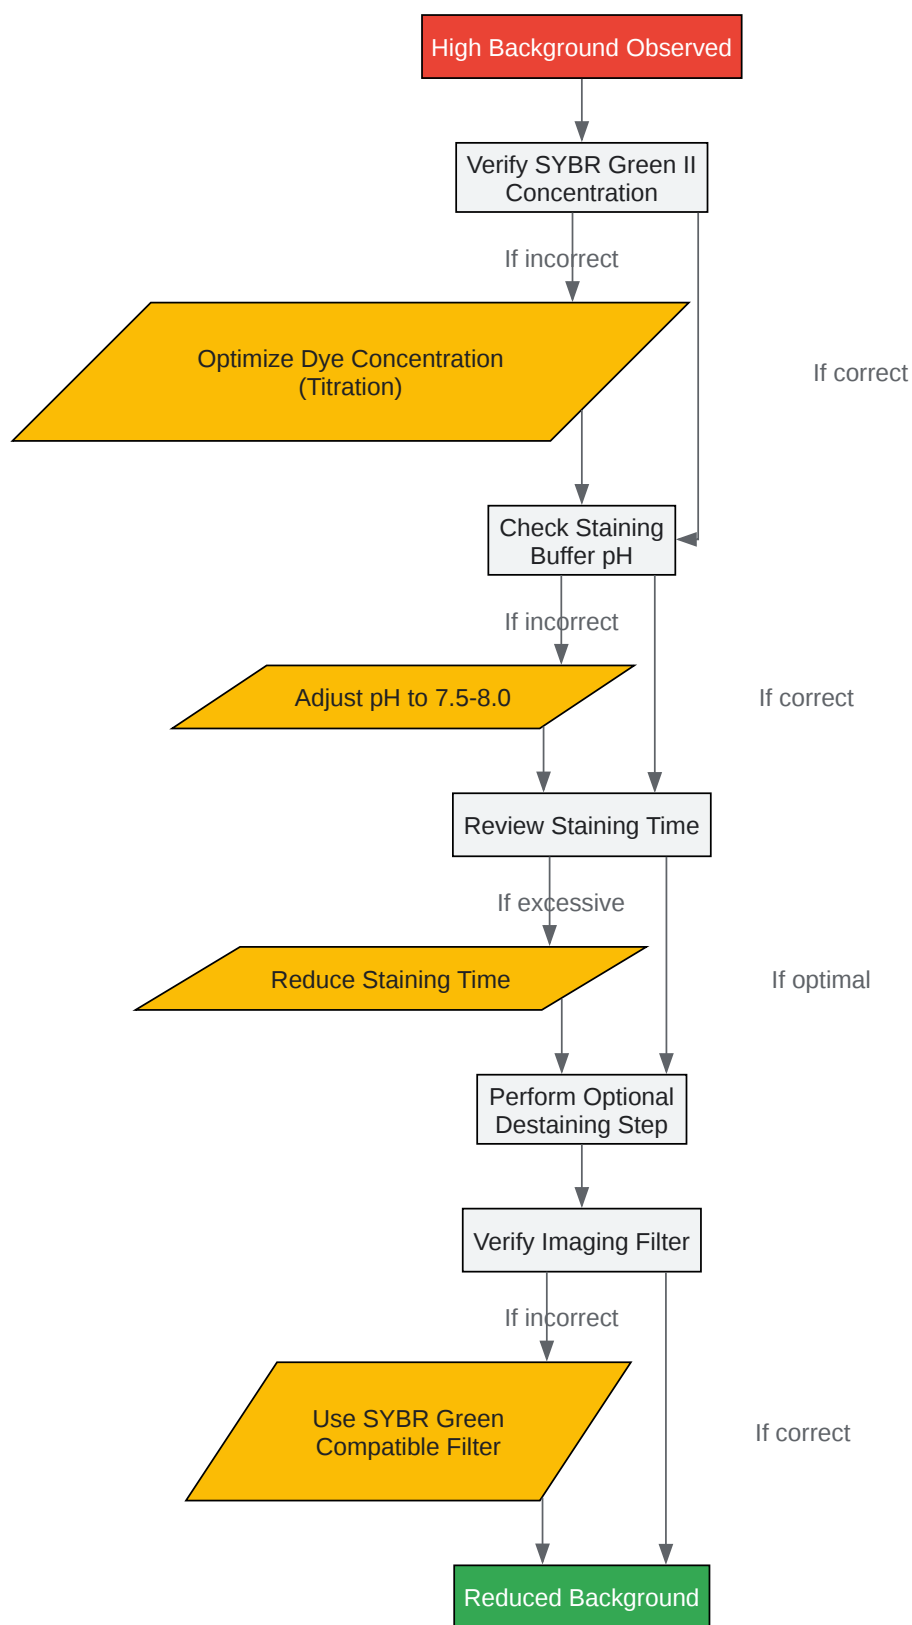 High Background Observed
Verify SYBR Green II
Concentration
If incorrect
Optimize Dye Concentration
(Titration)
If correct
Check Staining
Buffer pH
If incorrect
Adjust pH to 7.5-8.0
If correct
Review Staining Time
If excessive
Reduce Staining Time
If optimal
Perform Optional
Destaining Step
Verify Imaging Filter
If incorrect
Use SYBR Green
Compatible Filter
If correct
Reduced Background